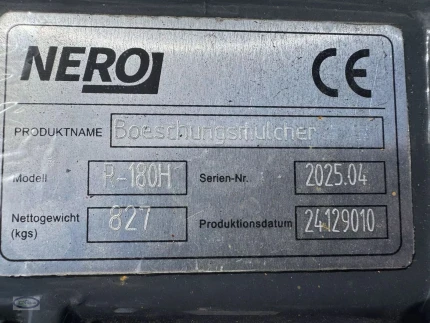 NERO CE
PRODUKTNAME Boeschungsmulcher
Modell P-180H Serien-Nr. 2025.04
Nettogewicht 827 Produktionsdatum 24129010
(kgs)